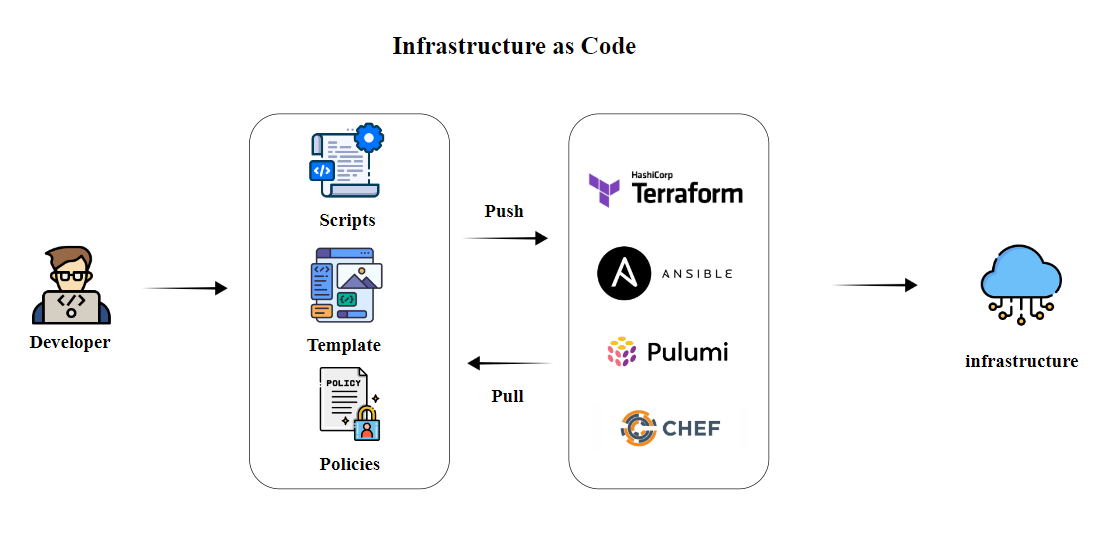 Infrastructure as Code
Developer
</>
Scripts
</>
</>
Template
POLICY
Policies
Push
Pull
HashiCorp
Terraform
ANSIBLE
Pulumi
CHEF
infrastructure